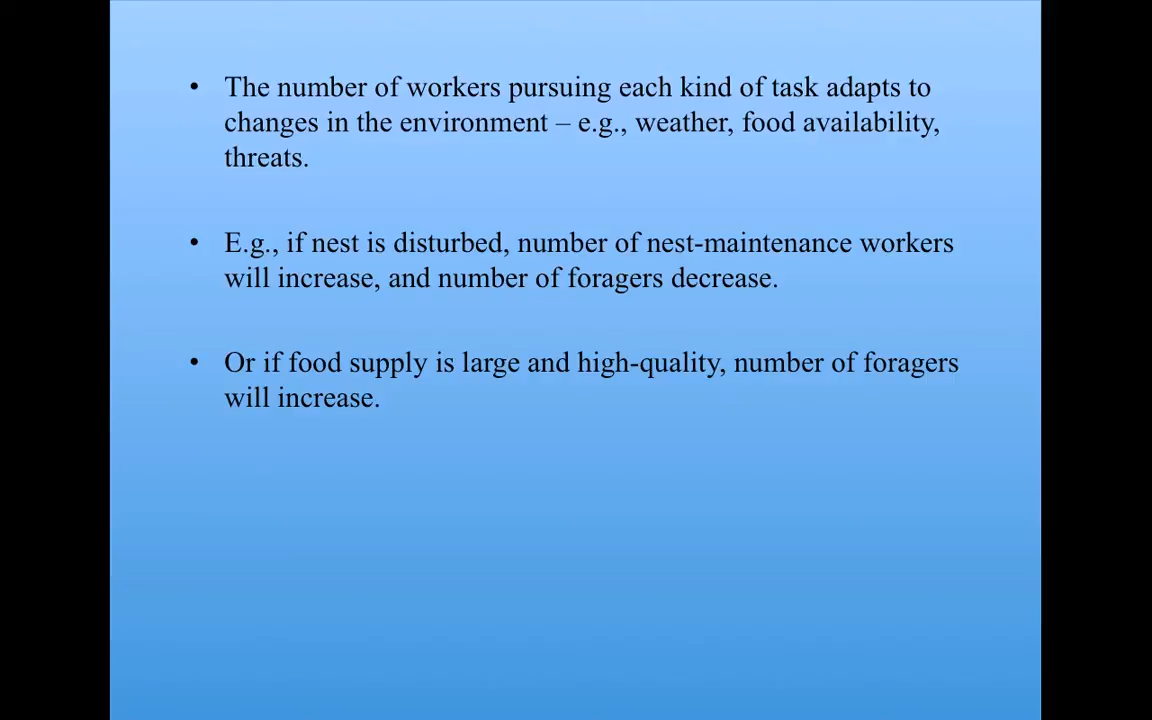 • The number of workers pursuing each kind of task adapts to
changes in the environment – e.g., weather, food availability,
threats.
• E.g., if nest is disturbed, number of nest-maintenance workers
will increase, and number of foragers decrease.
• Or if food supply is large and high-quality, number of foragers
will increase.